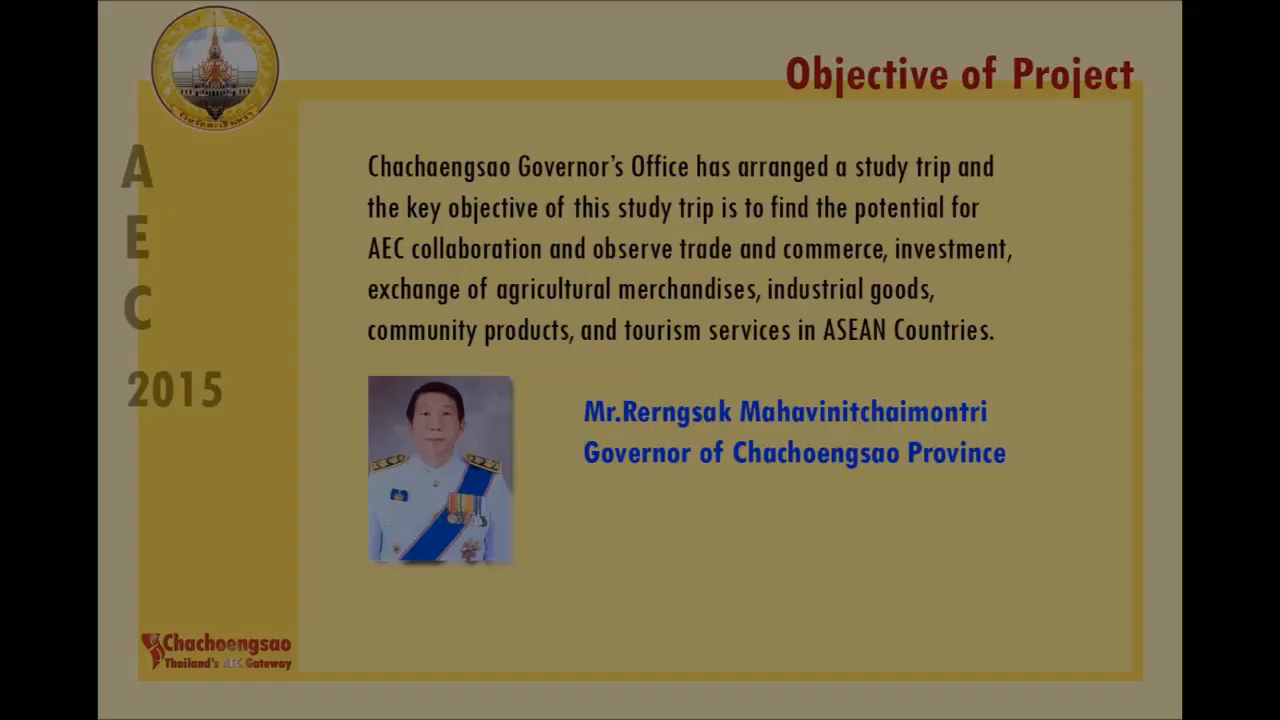 Objective of Project
A
E
C
2015
Chachaengsao Governor's Office has arranged a study trip and
the key objective of this study trip is to find the potential for
AEC collaboration and observe trade and commerce, investment,
exchange of agricultural merchandises, industrial goods,
community products, and tourism services in ASEAN Countries.
Mr.Rerngsak Mahavinitchaimontri
Governor of Chachoengsao Province
Chachoengsao
Thailand's AEC Gateway